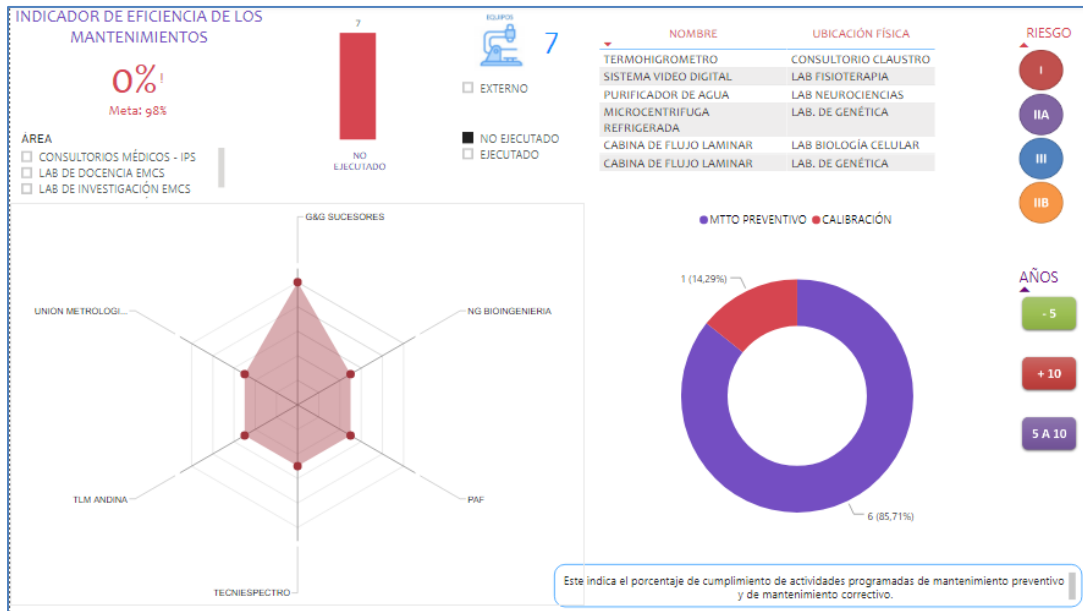 INDICADOR DE EFICIENCIA DE LOS
MANTENIMIENTOS
0%!
Meta: 98%
ÁREA
CONSULTORIOS MÉDICOS - IPS
LAB DE DOCENCIA EMCS
LAB DE INVESTIGACIÓN EMCS
7
NO
EJECUTADO
EQUIPOS
7
EXTERNO
NO EJECUTADO
EJECUTADO
NOMBRE UBICACIÓN FÍSICA
TERMOHIGROMETRO CONSULTORIO CLAUSTRO
SISTEMA VIDEO DIGITAL LAB FISIOTERAPIA
PURIFICADOR DE AGUA LAB NEUROCIENCIAS
MICROCENTRIFUGA LAB. DE GENÉTICA
REFRIGERADA
CABINA DE FLUJO LAMINAR LAB BIOLOGÌA CELULAR
CABINA DE FLUJO LAMINAR LAB. DE GENÉTICA
RIESGO
I
IIA
III
IIB
G&G SUCESORES
UNION METROLOGI...
NG BIOINGENIERIA
TLM ANDINA
PAF
TECNIESPECTRO
MTTO PREVENTIVO CALIBRACIÓN
1 (14,29%)
6 (85,71%)
AÑOS
- 5
+ 10
5 A 10
Este indica el porcentaje de cumplimiento de actividades programadas de mantenimiento preventivo
y de mantenimiento correctivo.